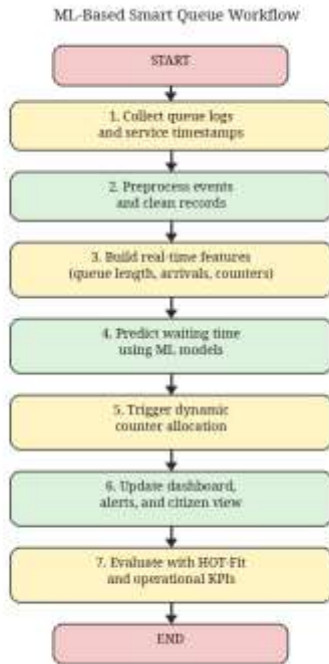 ML-Based Smart Queue Workflow
START
1. Collect queue logs
and service timestamps
2. Preprocess events
and clean records
3. Build real-time features
(queue length, arrivals, counters)
4. Predict waiting time
using ML models
5. Trigger dynamic
counter allocation
6. Update dashboard,
alerts, and citizen view
7. Evaluate with HOT-Fit
and operational KPIs
END